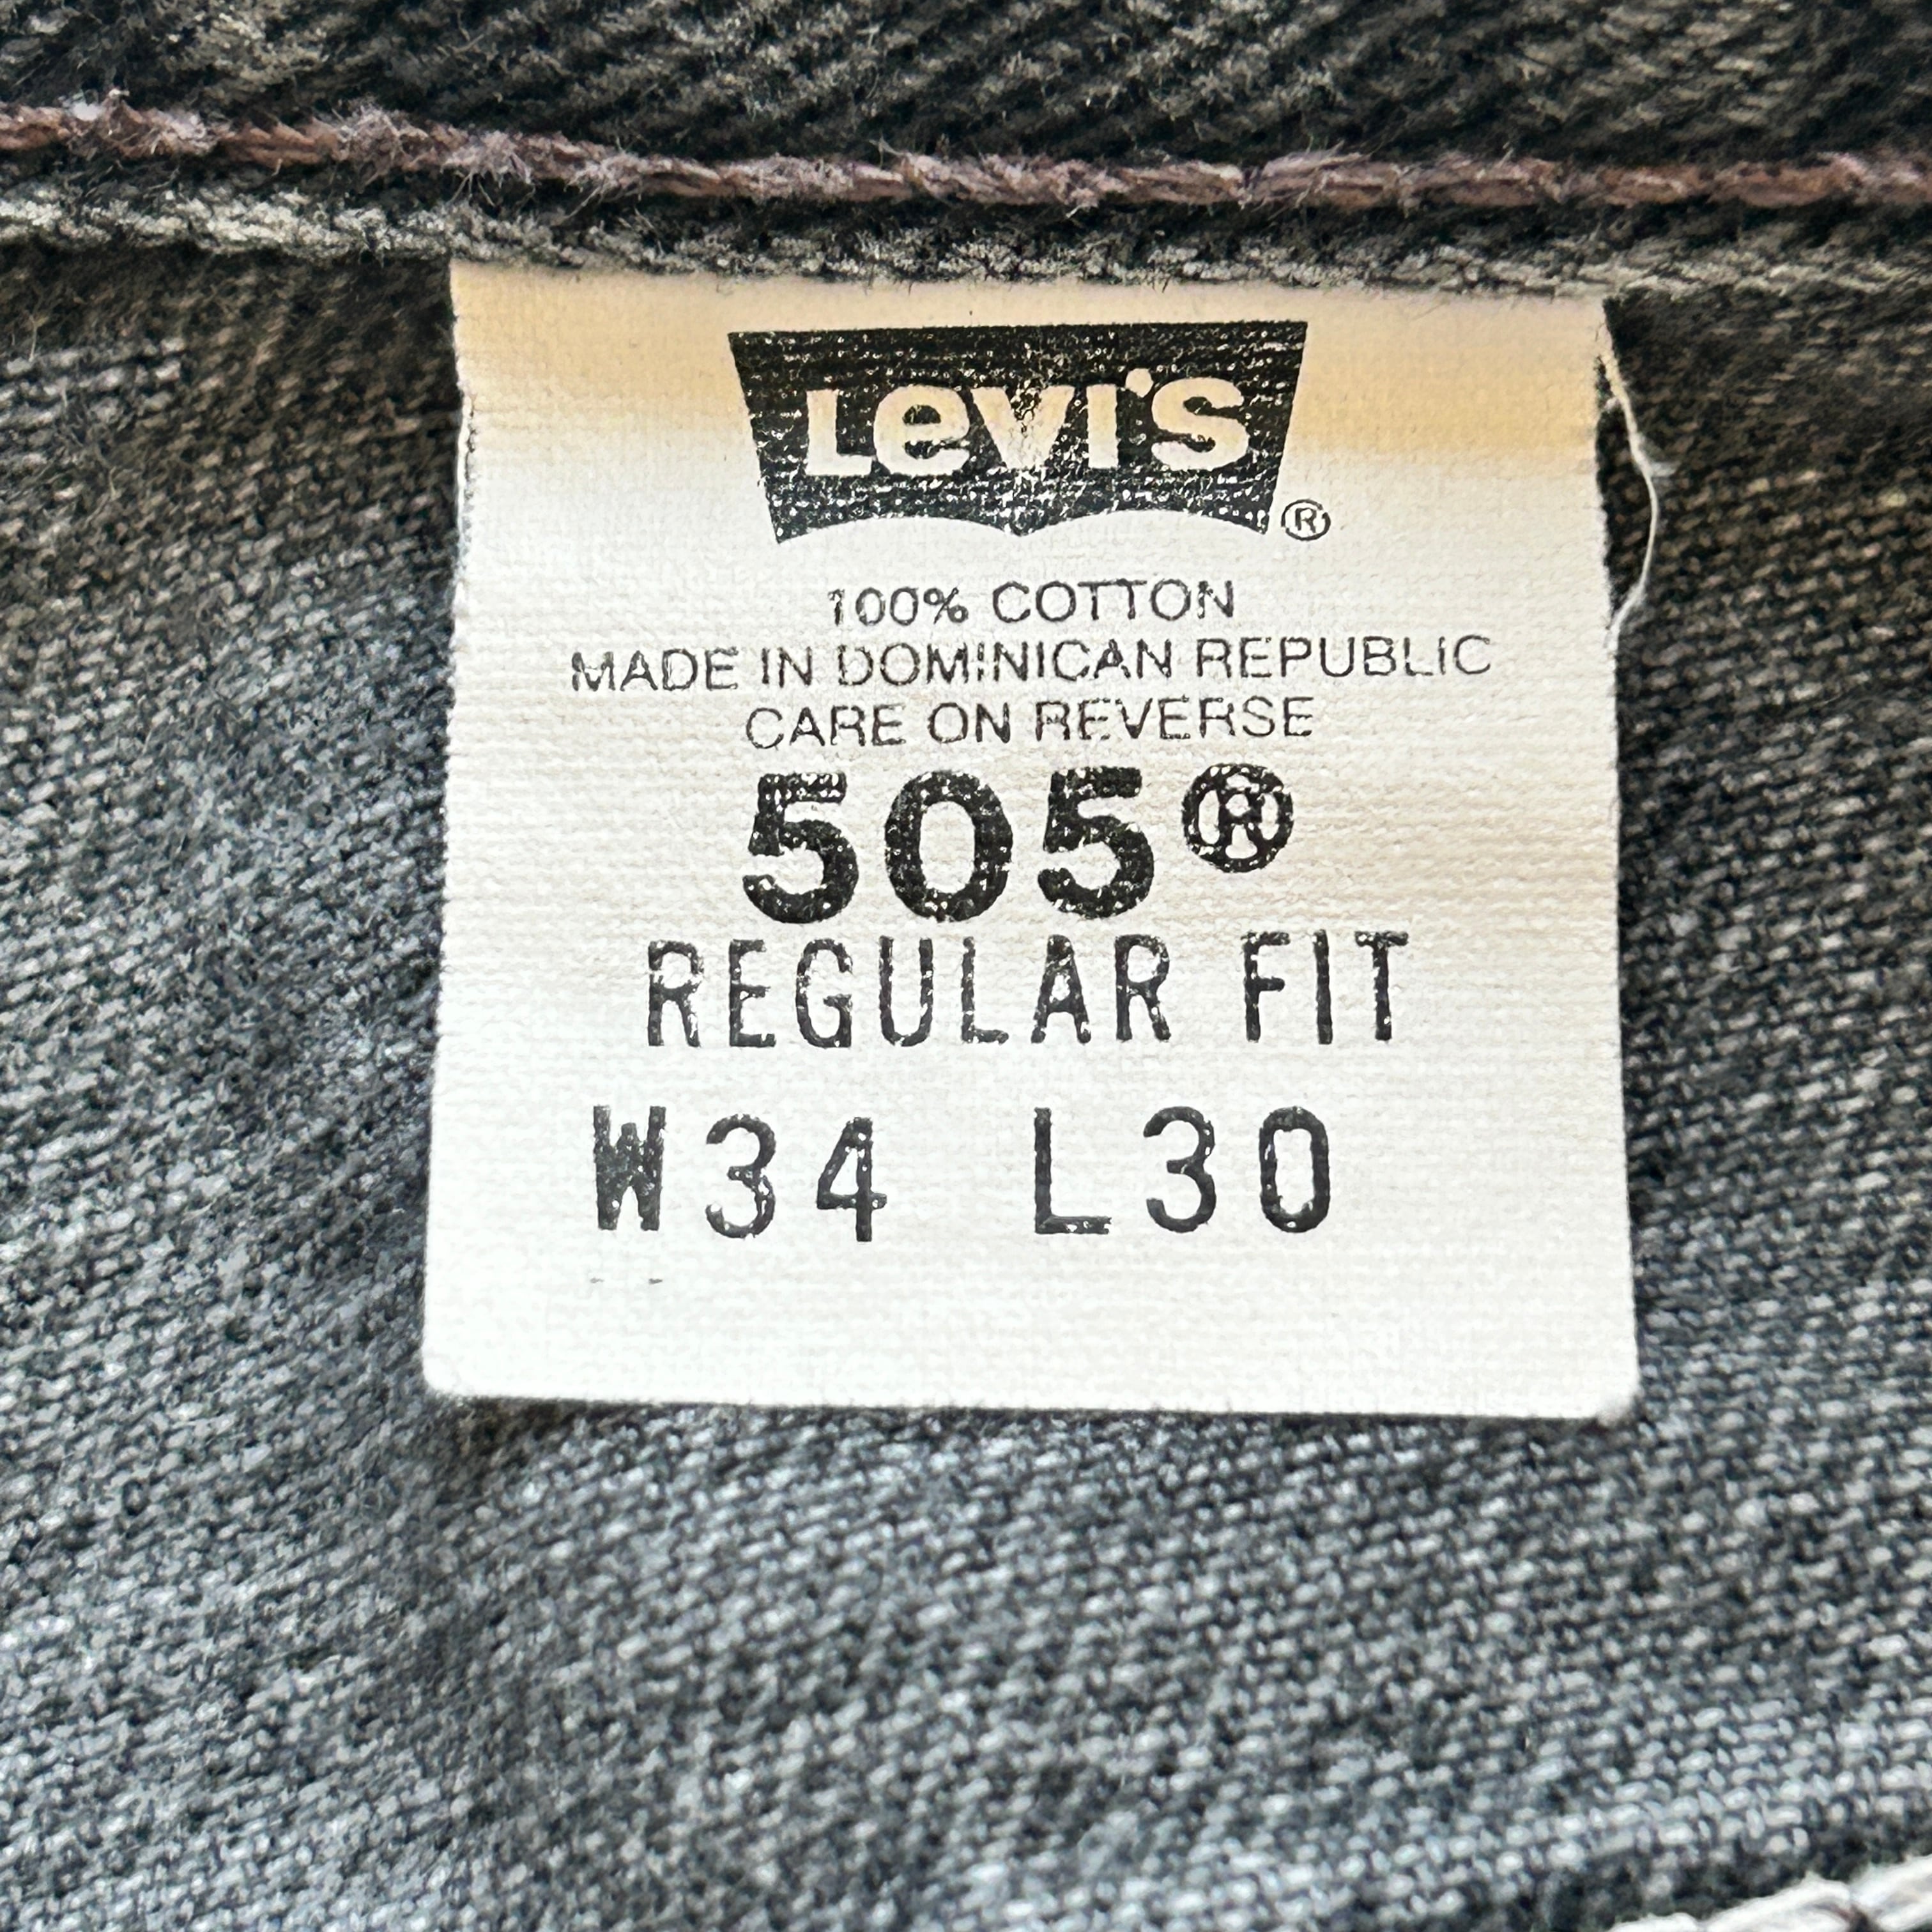 Levi's ®
100% COTTON
MADE IN DOMINICAN REPUBLIC
CARE ON REVERSE
505®
REGULAR FIT
W34 L30